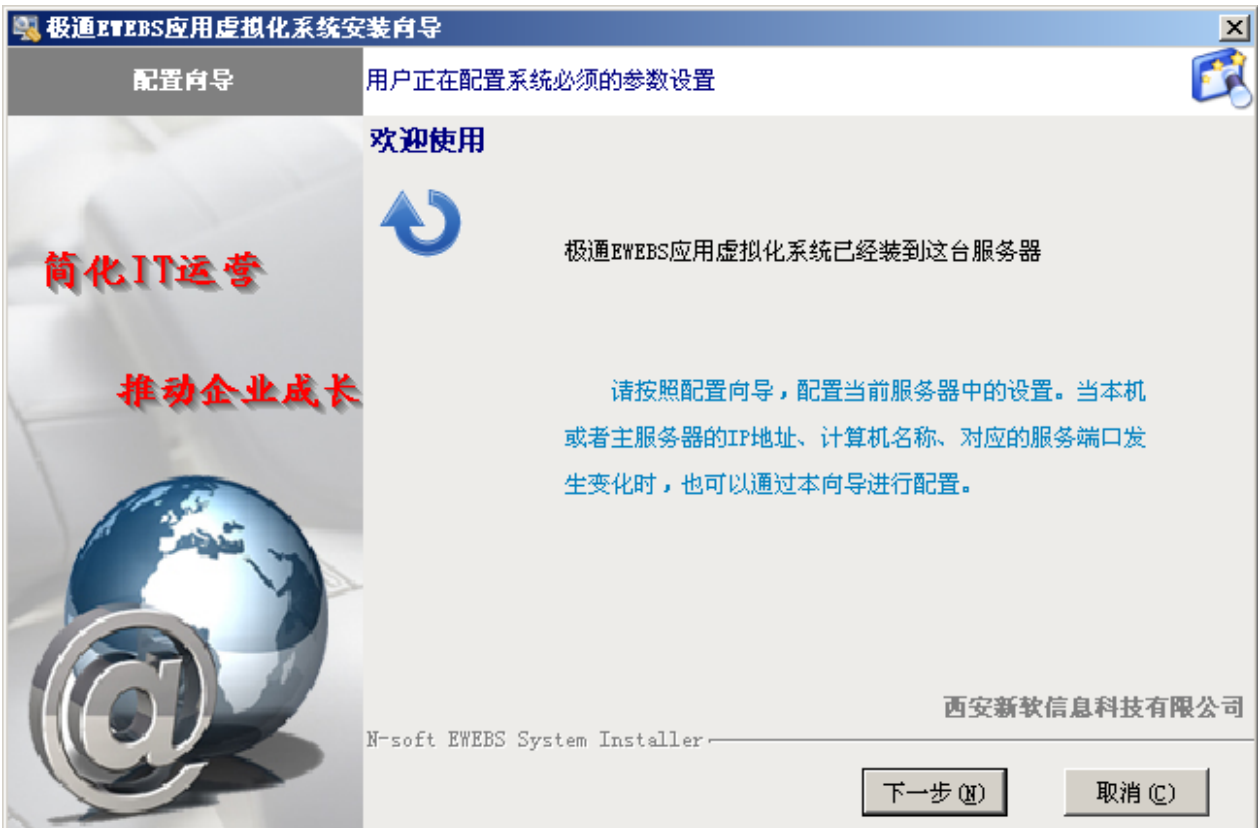 极通EWEBS应用虚拟化系统安装向导
配置向导
用户正在配置系统必须的参数设置
欢迎使用
极通EWEBS应用虚拟化系统已经装到这台服务器
简化IT运营
推动企业成长
请按照配置向导，配置当前服务器中的设置。当本机
或者主服务器的IP地址、计算机名称、对应的服务端口发
生变化时，也可以通过本向导进行配置。
@
西安新软信息科技有限公司
N-soft EWEBS System Installer
下一步(N)
取消(C)